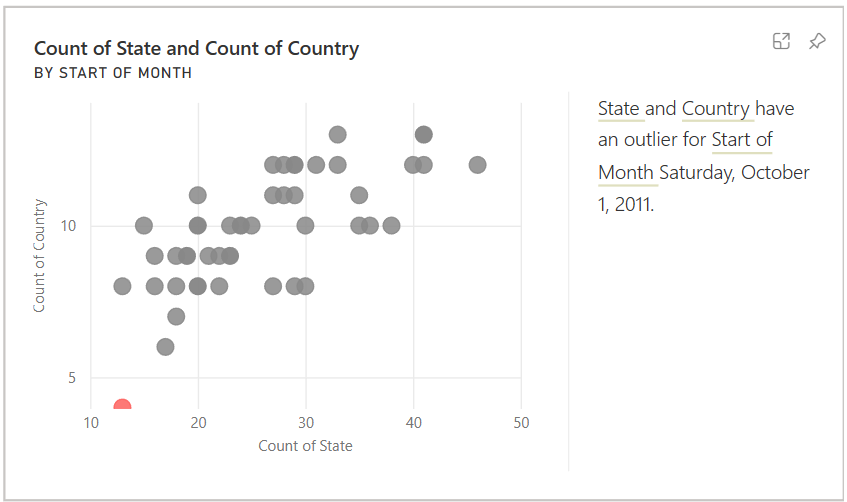 Count of State and Count of Country
BY START OF MONTH
State and Country have
an outlier for Start of
Month Saturday, October
1, 2011.
Count of Country
10
5
10
20
30
40
50
Count of State